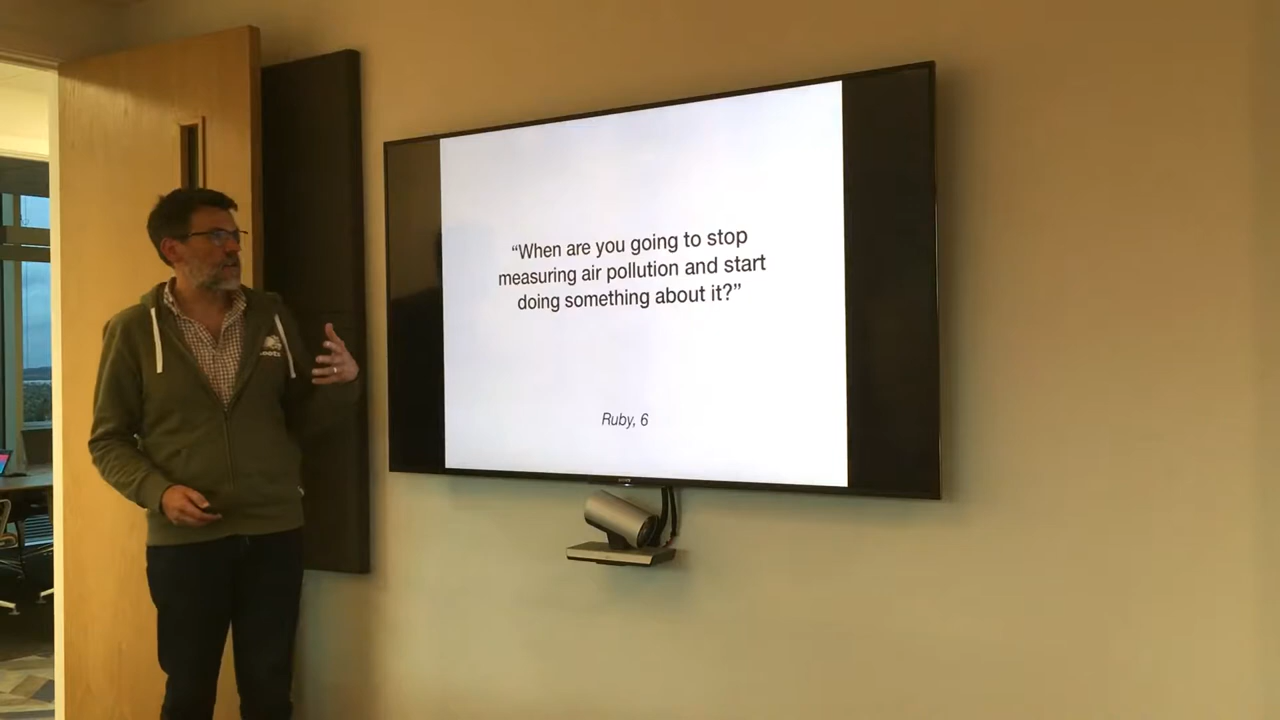 “When are you going to stop
measuring air pollution and start
doing something about it?”
Ruby, 6